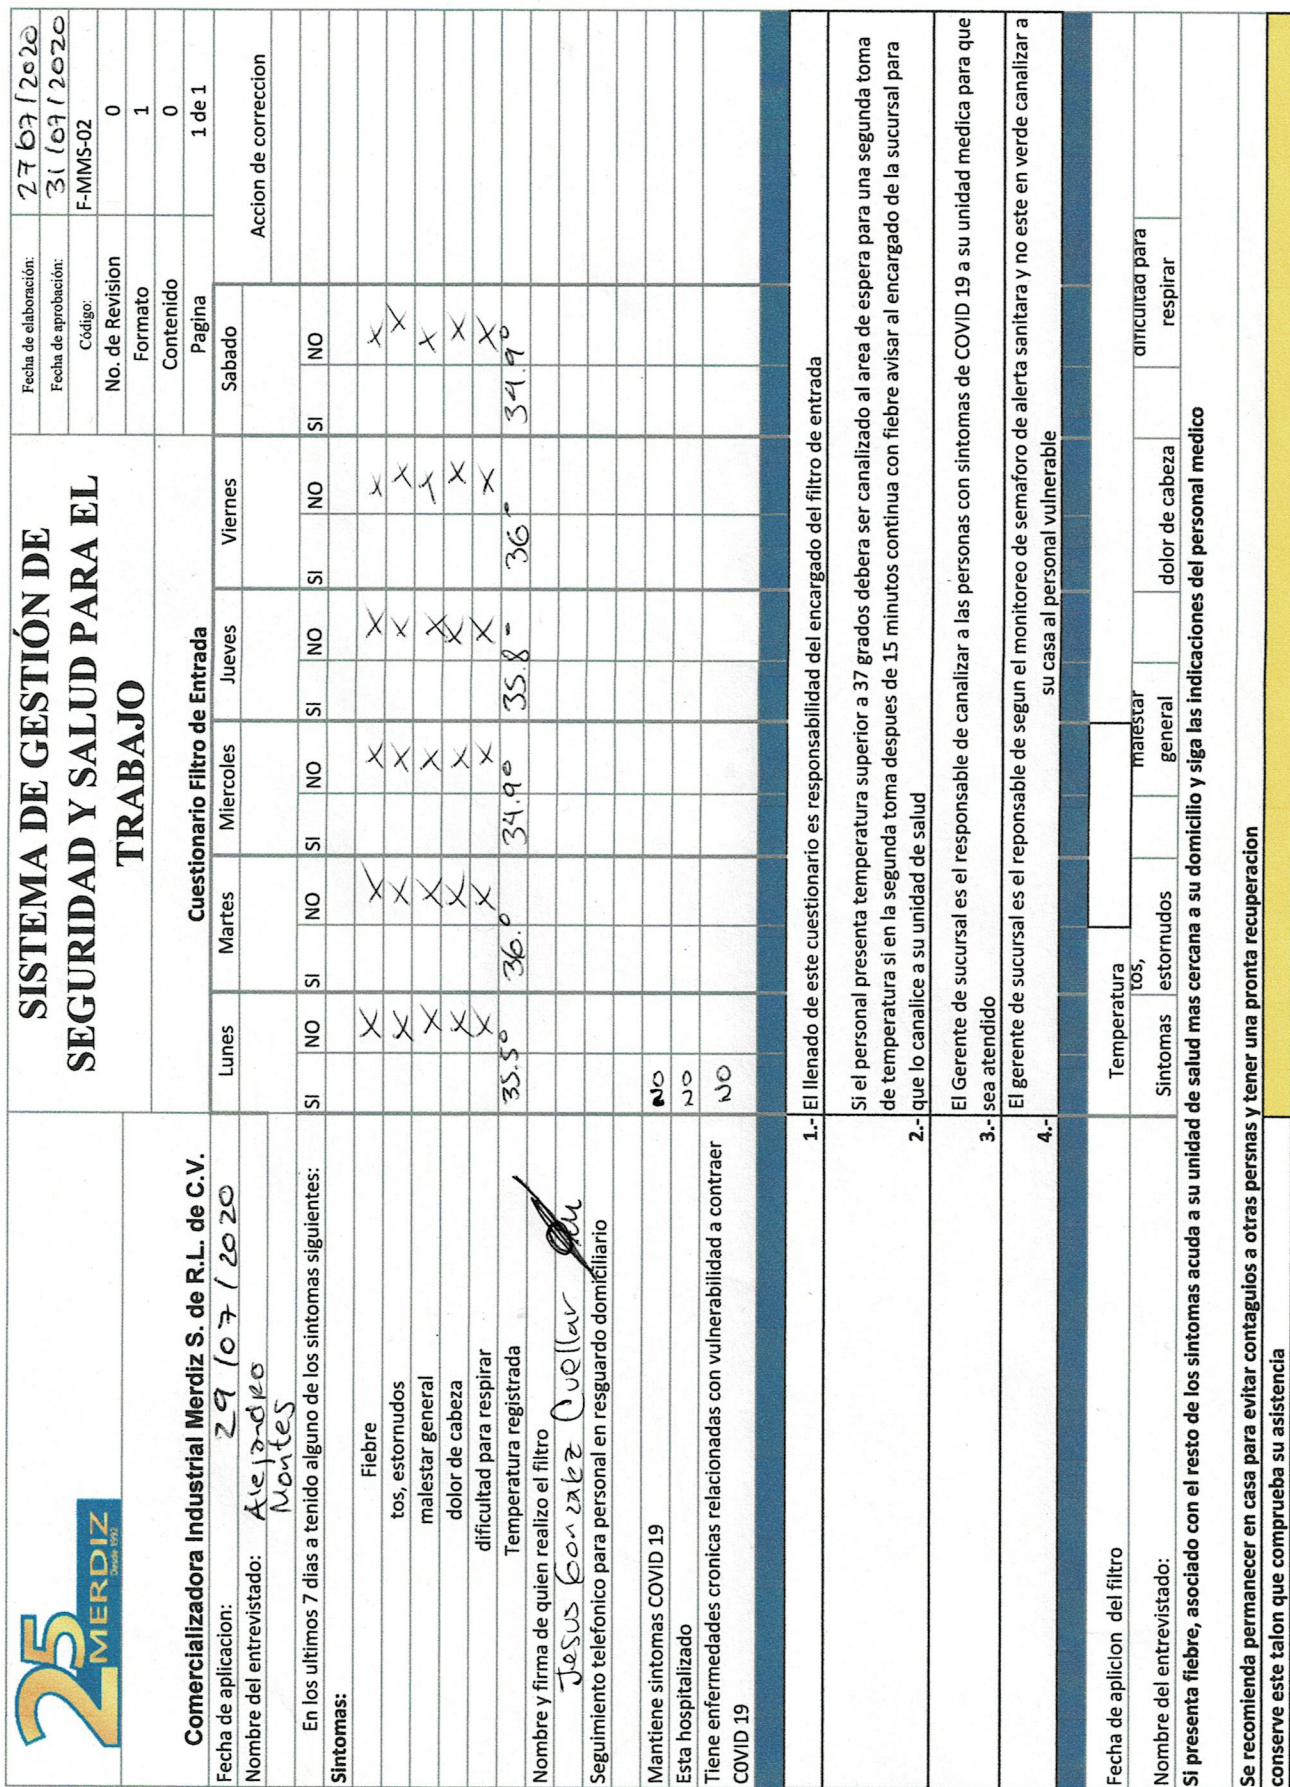 25
MERDIZ
Desde 1992
SISTEMA DE GESTIÓN DE
SEGURIDAD Y SALUD PARA EL
TRABAJO
Fecha de elaboración: 27/07/2020
Fecha de aprobación: 31/07/2020
Código: F-MMS-02
No. de Revision 0
Formato 1
Contenido 0
Pagina 1 de 1
Comercializadora Industrial Merdiz S. de R.L. de C.V.
Cuestionario Filtro de Entrada
Fecha de aplicacion: 29/07/2020
Nombre del entrevistado: Alejandro
Montes
Lunes Martes Miercoles Jueves Viernes Sabado Accion de correccion
En los ultimos 7 dias a tenido alguno de los sintomas siguientes: SI NO SI NO SI NO SI NO SI NO SI NO
Sintomas:
Fiebre X X X X X X
tos, estornudos X X X X X X
malestar general X X X X X X
dolor de cabeza X X X X X X
dificultad para respirar X X X X X X
Temperatura registrada 35.5° 36.° 34.9° 35.8° 36° 34.9°
Nombre y firma de quien realizo el filtro
Jesus Gonzalez Cuellar
Seguimiento telefonico para personal en resguardo domiciliario
Mantiene sintomas COVID 19 NO
Esta hospitalizado NO
Tiene enfermedades cronicas relacionadas con vulnerabilidad a contraer
COVID 19 NO
1.- El llenado de este cuestionario es responsabilidad del encargado del filtro de entrada
Si el personal presenta temperatura superior a 37 grados debera ser canalizado al area de espera para una segunda toma
de temperatura si en la segunda toma despues de 15 minutos continua con fiebre avisar al encargado de la sucursal para
2.- que lo canalice a su unidad de salud
El Gerente de sucursal es el responsable de canalizar a las personas con sintomas de COVID 19 a su unidad medica para que
3.- sea atendido
El gerente de sucursal es el reponsable de segun el monitoreo de semaforo de alerta sanitara y no este en verde canalizar a
4.- su casa al personal vulnerable
Fecha de aplicion del filtro Temperatura
Nombre del entrevistado: Sintomas tos,
estornudos malestar
general dolor de cabeza dificultad para
respirar
Si presenta fiebre, asociado con el resto de los sintomas acuda a su unidad de salud mas cercana a su domicilio y siga las indicaciones del personal medico
Se recomienda permanecer en casa para evitar contaguios a otras persnas y tener una pronta recuperacion
conserve este talon que comprueba su asistencia